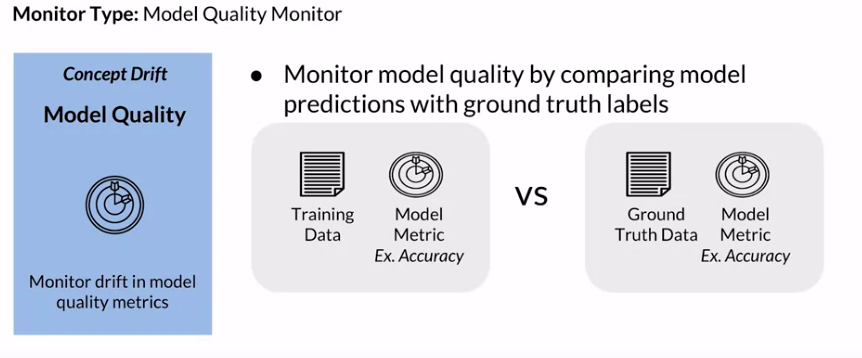 Monitor Type: Model Quality Monitor
Concept Drift
Model Quality
Monitor drift in model
quality metrics
● Monitor model quality by comparing model
predictions with ground truth labels
Training
Data
Model
Metric
Ex. Accuracy
vs
Ground
Truth Data
Model
Metric
Ex. Accuracy